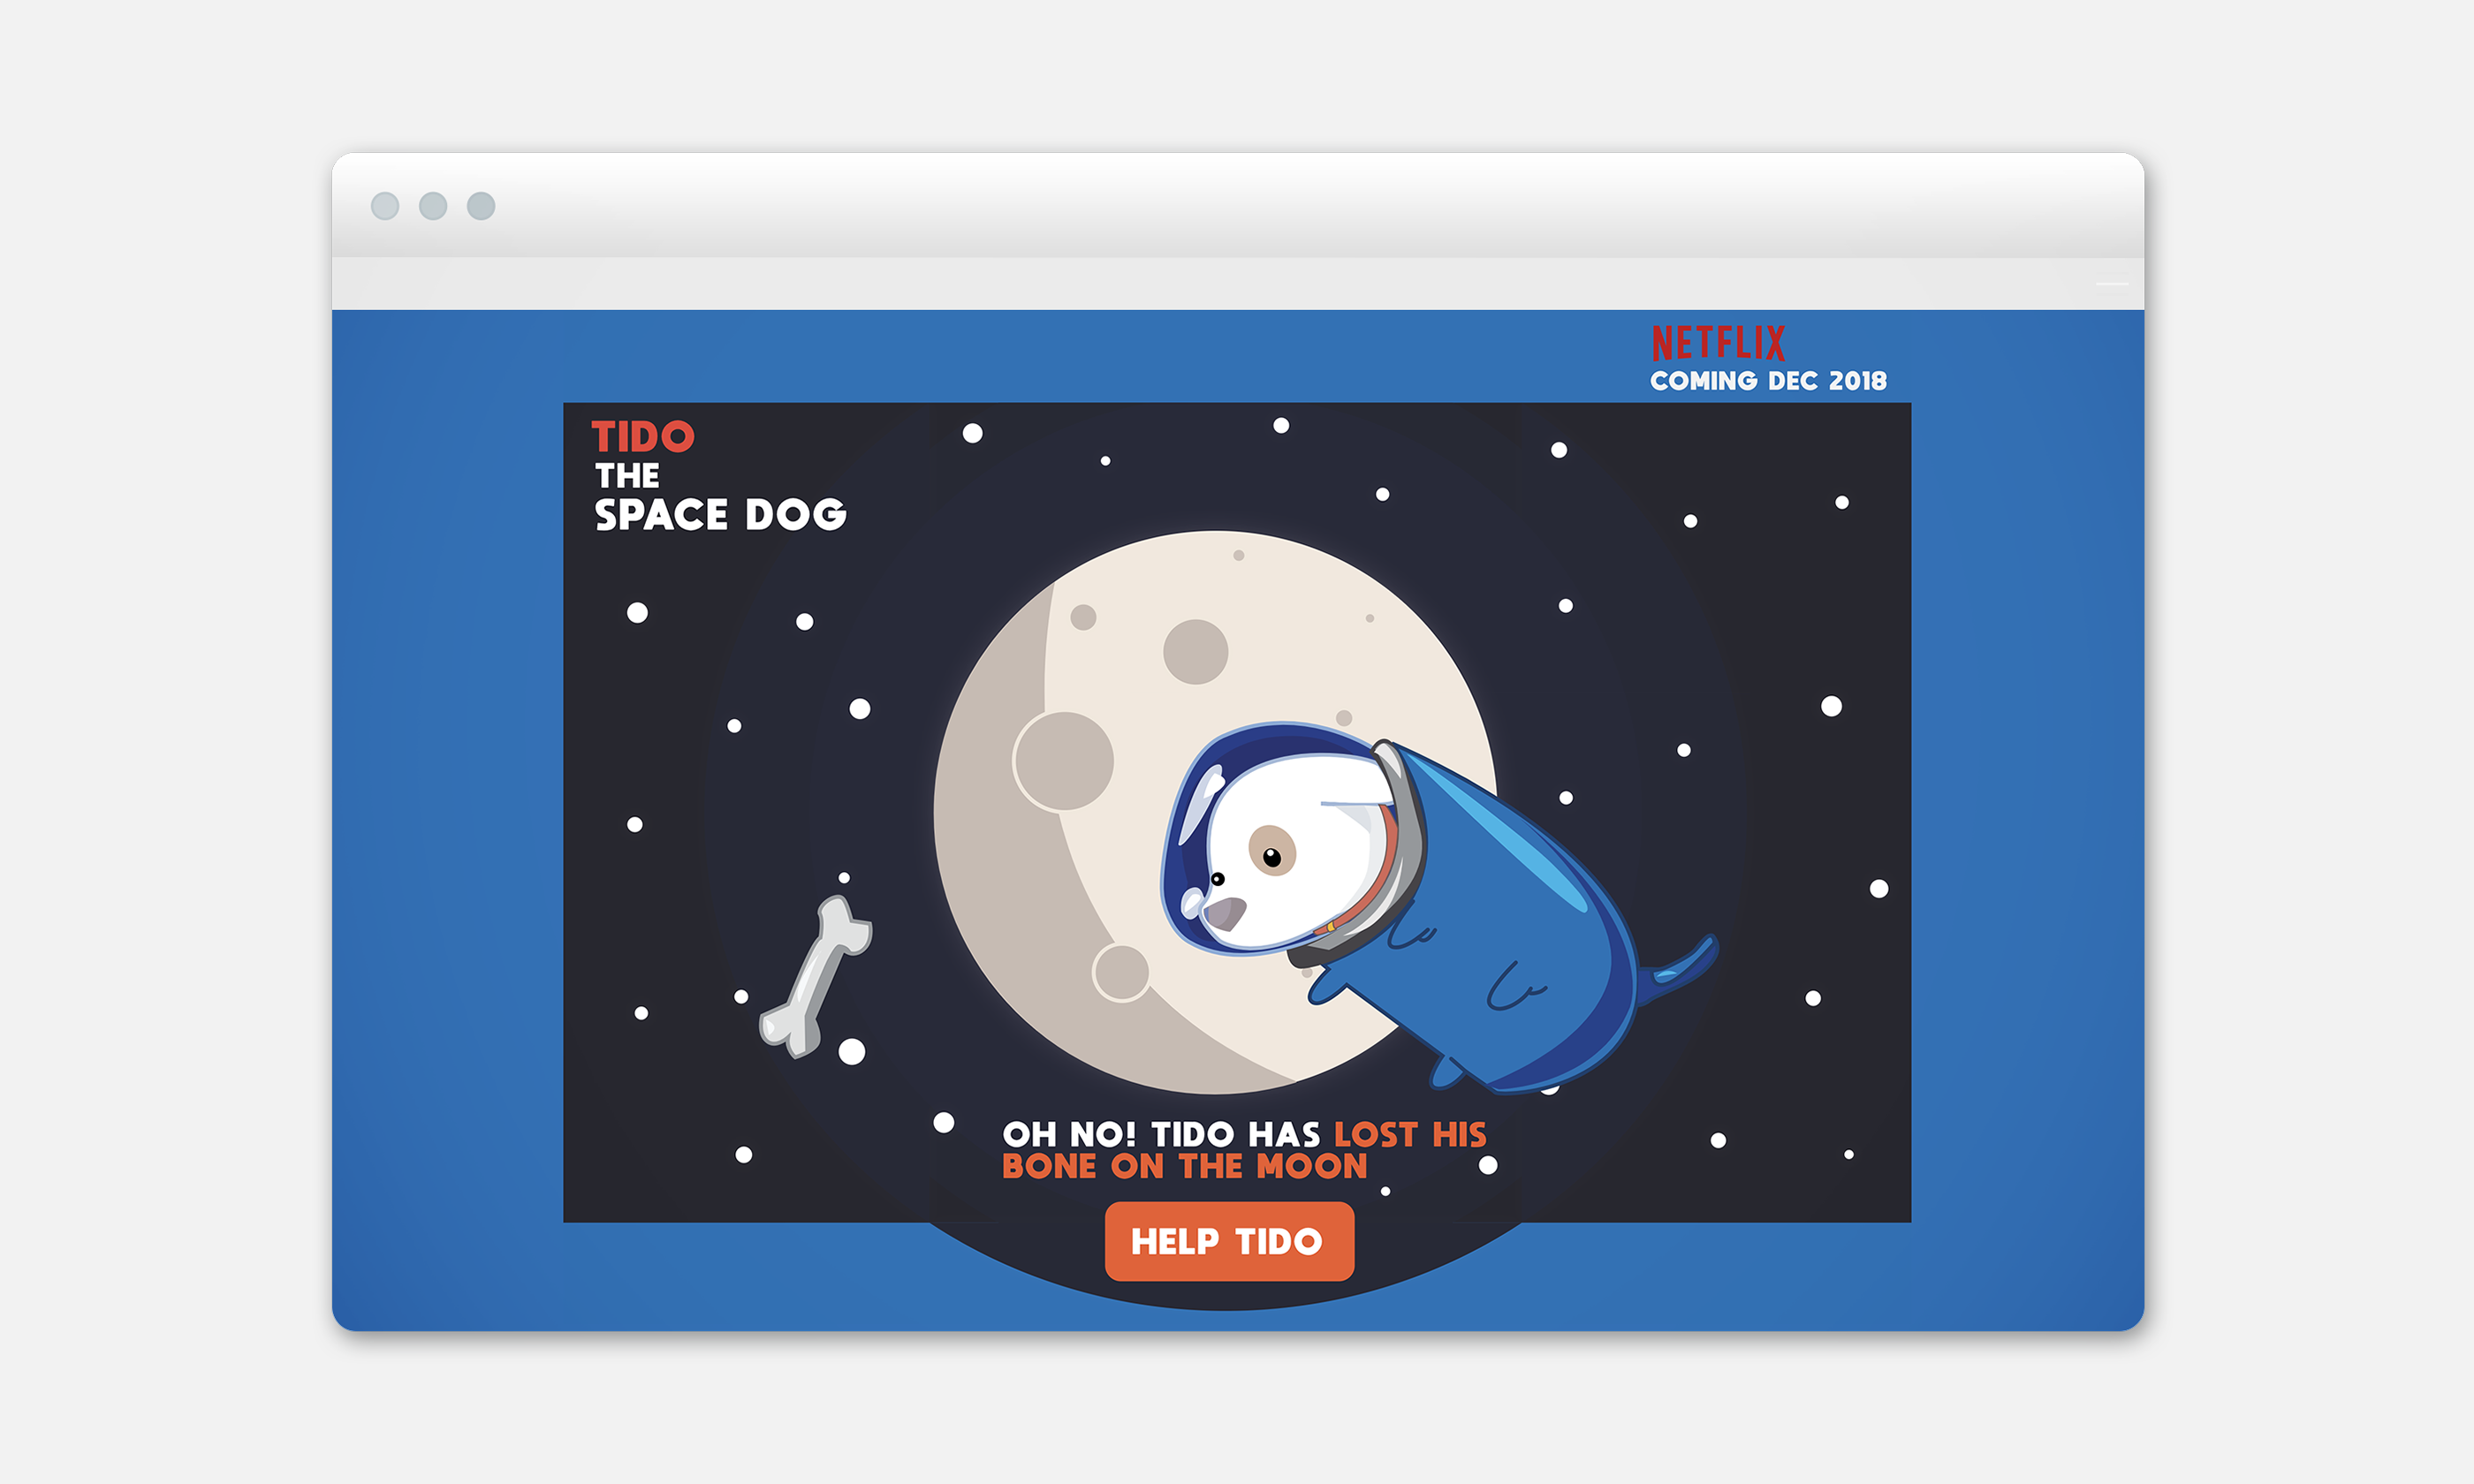 NETFLIX
COMING DEC 2018
TIDO
THE
SPACE DOG
OH NO! TIDO HAS LOST HIS
BONE ON THE MOON
HELP TIDO